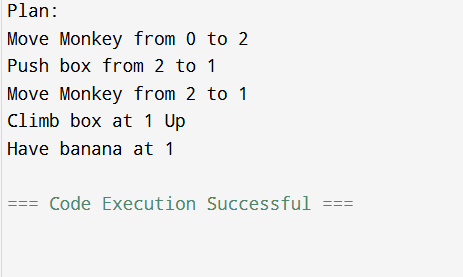 Plan:
Move Monkey from 0 to 2
Push box from 2 to 1
Move Monkey from 2 to 1
Climb box at 1 Up
Have banana at 1
=== Code Execution Successful ===